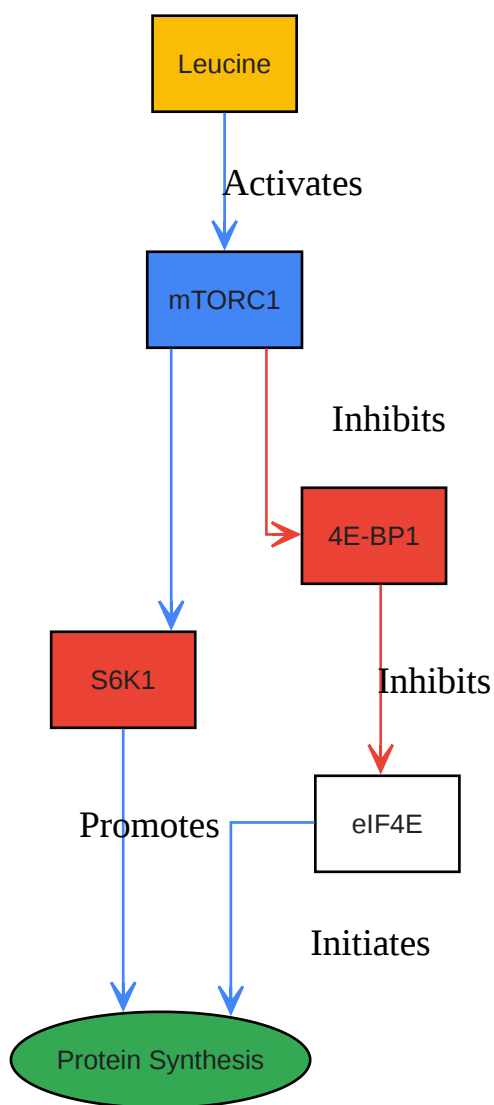 Leucine
Activates
mTORC1
Inhibits
4E-BP1
S6K1
Inhibits
Promotes
eIF4E
Initiates
Protein Synthesis